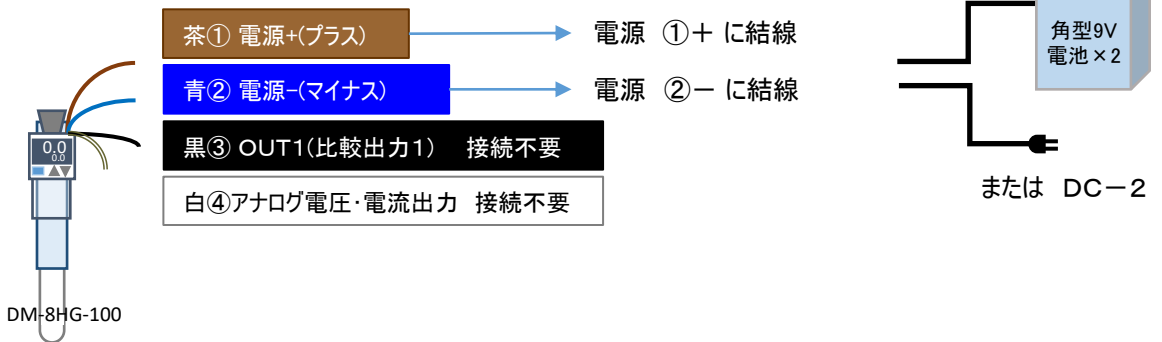 茶① 電源+(プラス)
電源 ①+ に結線
青② 電源−(マイナス)
電源 ②− に結線
黒③ OUT1(比較出力1) 接続不要
白④アナログ電圧・電流出力 接続不要
角型9V
電池×2
または DC−2
0.0
0.0
DM-8HG-100